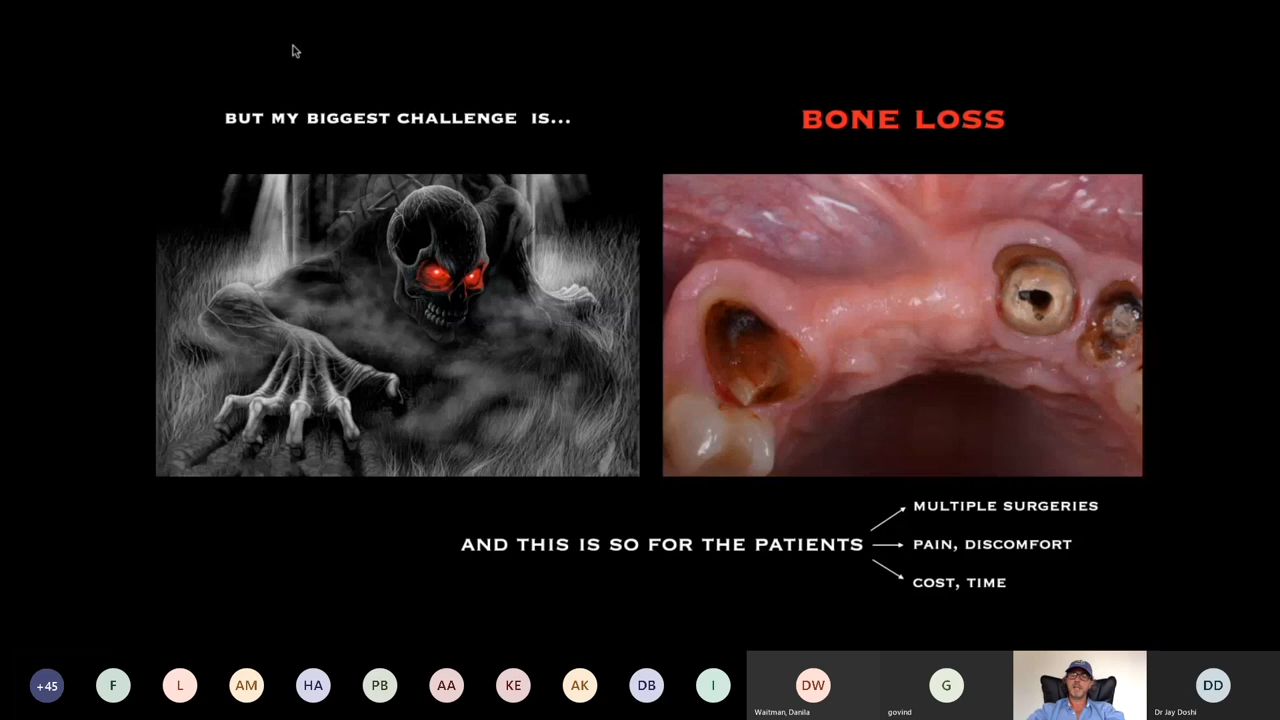 BUT MY BIGGEST CHALLENGE IS...
BONE LOSS
AND THIS IS SO FOR THE PATIENTS
MULTIPLE SURGERIES
PAIN, DISCOMFORT
COST, TIME
+45
F
L
AM
HA
PB
AA
KE
AK
DB
I
DW
Waitman, Danila
G
govind
DD
Dr Jay Doshi